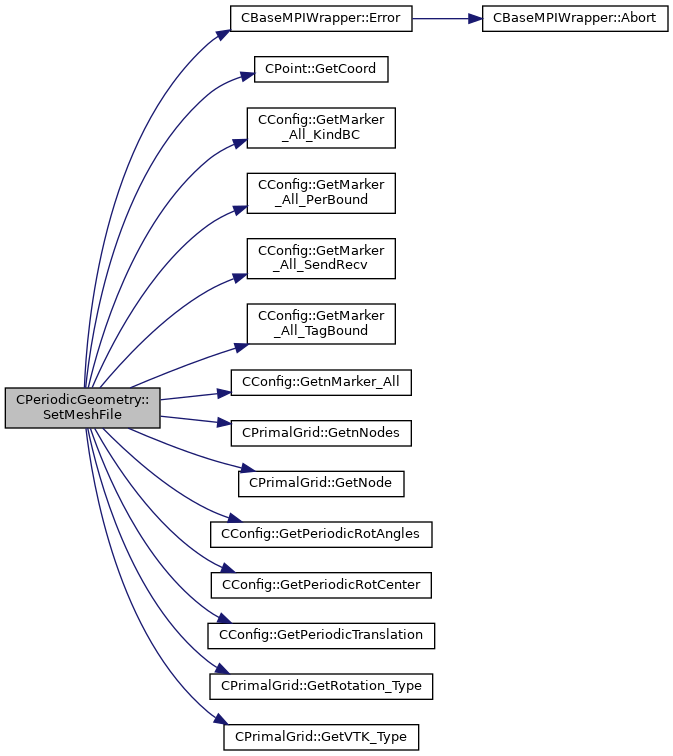 CBaseMPIWrapper::Error
CBaseMPIWrapper::Abort
CPoint::GetCoord
CConfig::GetMarker
_All_KindBC
CConfig::GetMarker
_All_PerBound
CConfig::GetMarker
_All_SendRecv
CConfig::GetMarker
_All_TagBound
CConfig::GetnMarker_All
CPeriodicGeometry::
SetMeshFile
CPrimalGrid::GetnNodes
CPrimalGrid::GetNode
CConfig::GetPeriodicRotAngles
CConfig::GetPeriodicRotCenter
CConfig::GetPeriodicTranslation
CPrimalGrid::GetRotation_Type
CPrimalGrid::GetVTK_Type